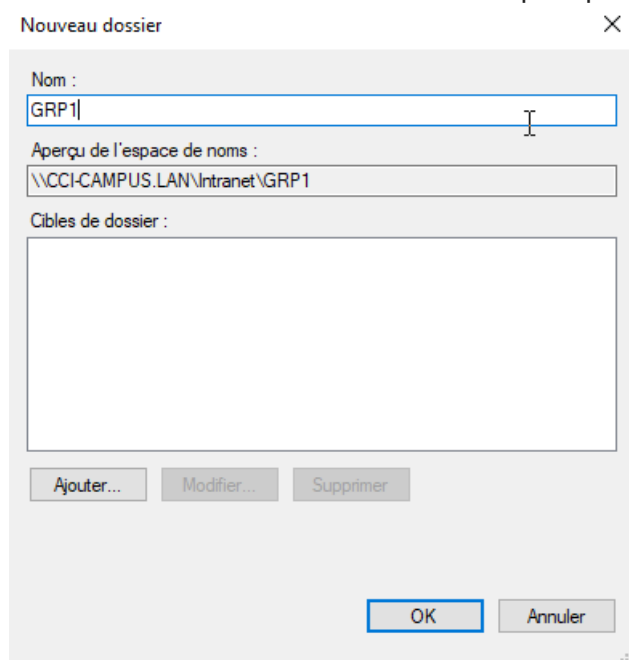 Nouveau dossier
Nom :
GRP1
Aperçu de l'espace de noms :
\\CCI-CAMPUS.LAN\Intranet\GRP1
Cibles de dossier :
Ajouter... Modifier... Supprimer
OK Annuler